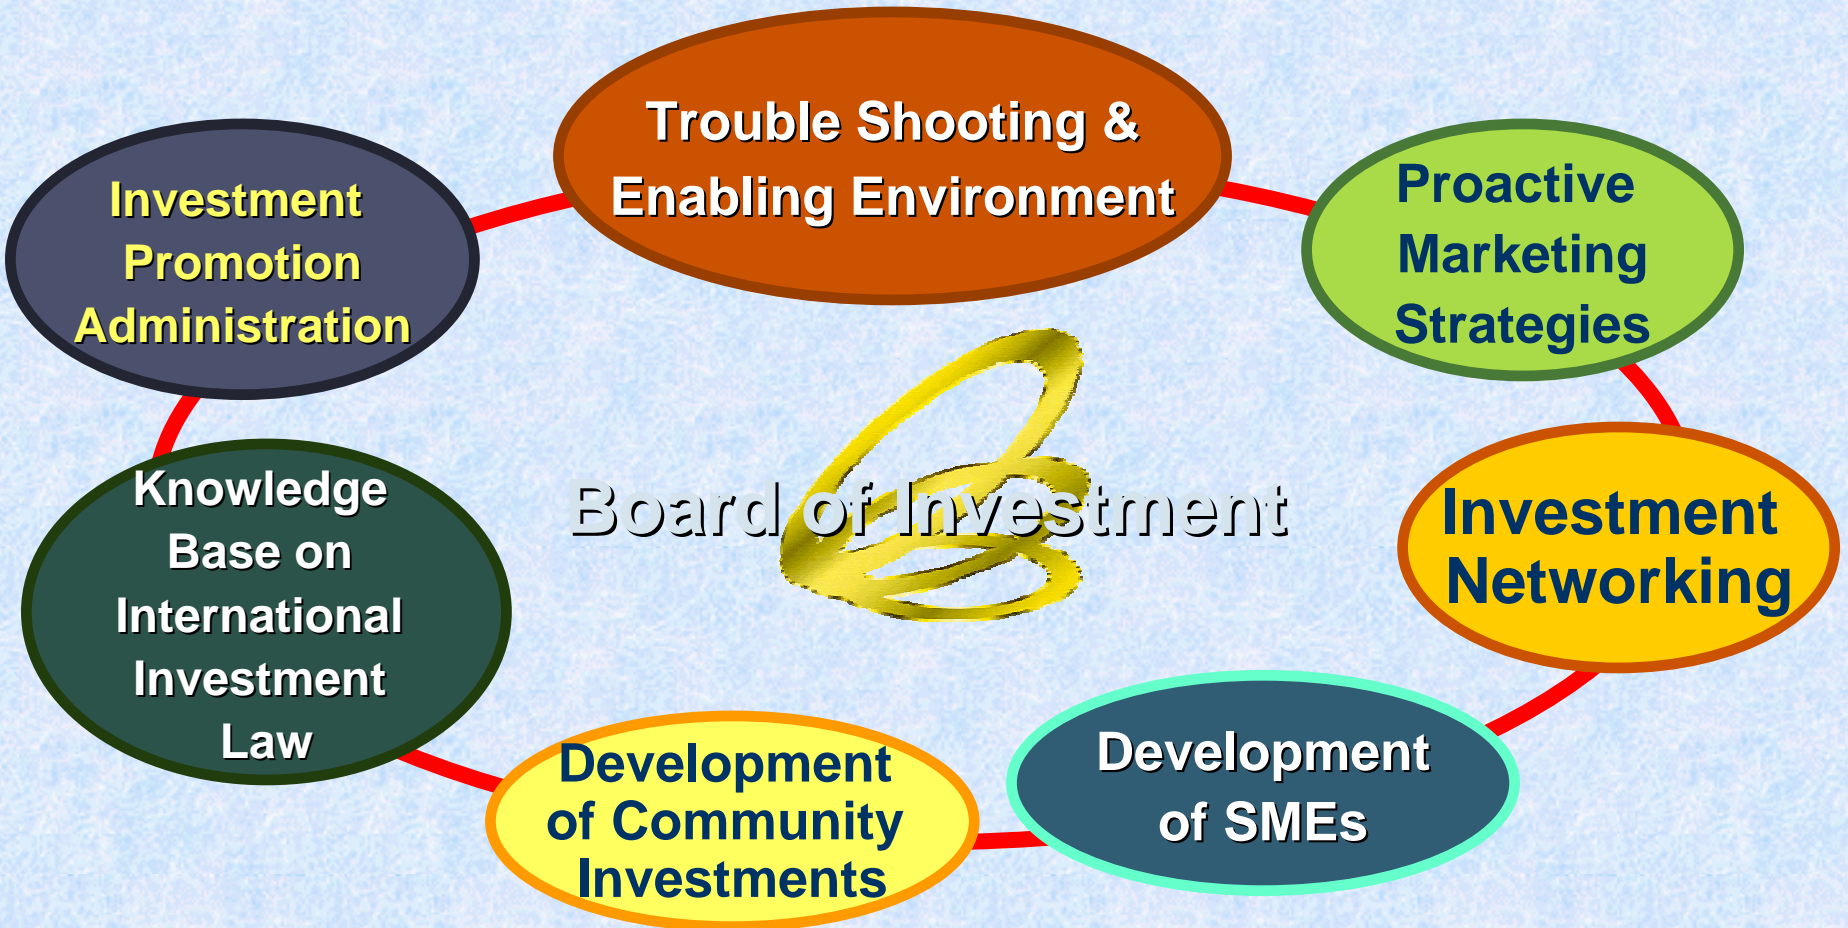 Trouble Shooting &
Enabling Environment
Investment
Promotion
Administration
Proactive
Marketing
Strategies
Board of Investment
Investment
Networking
Knowledge
Base on
International
Investment
Law
Development
of SMEs
Development
of Community
Investments